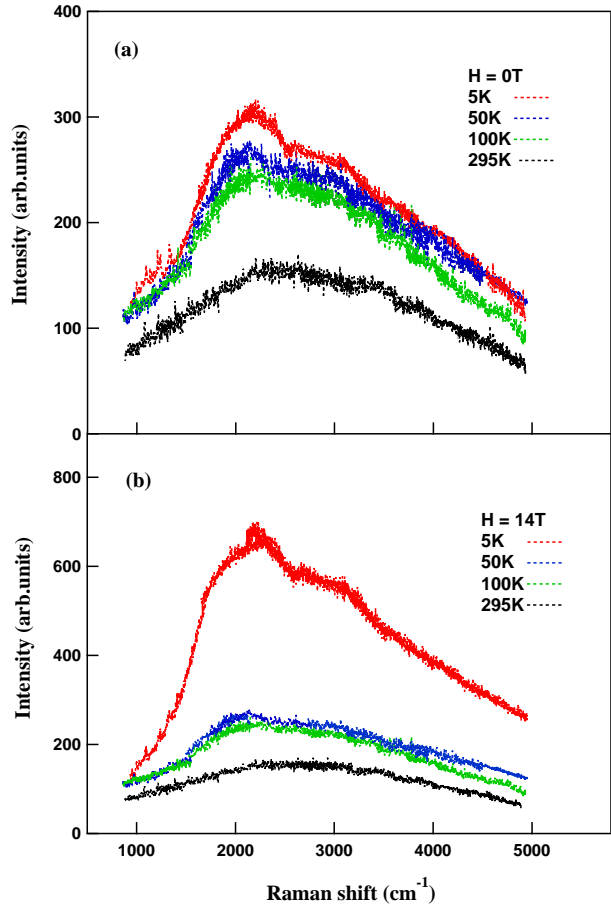 400
(a)
H = 0T
5K
50K
100K
295K
300
200
100
0
Intensity (arb.units)
800
(b)
H = 14T
5K
50K
100K
295K
600
400
200
0
Intensity (arb.units)
1000 2000 3000 4000 5000
Raman shift (cm⁻¹)